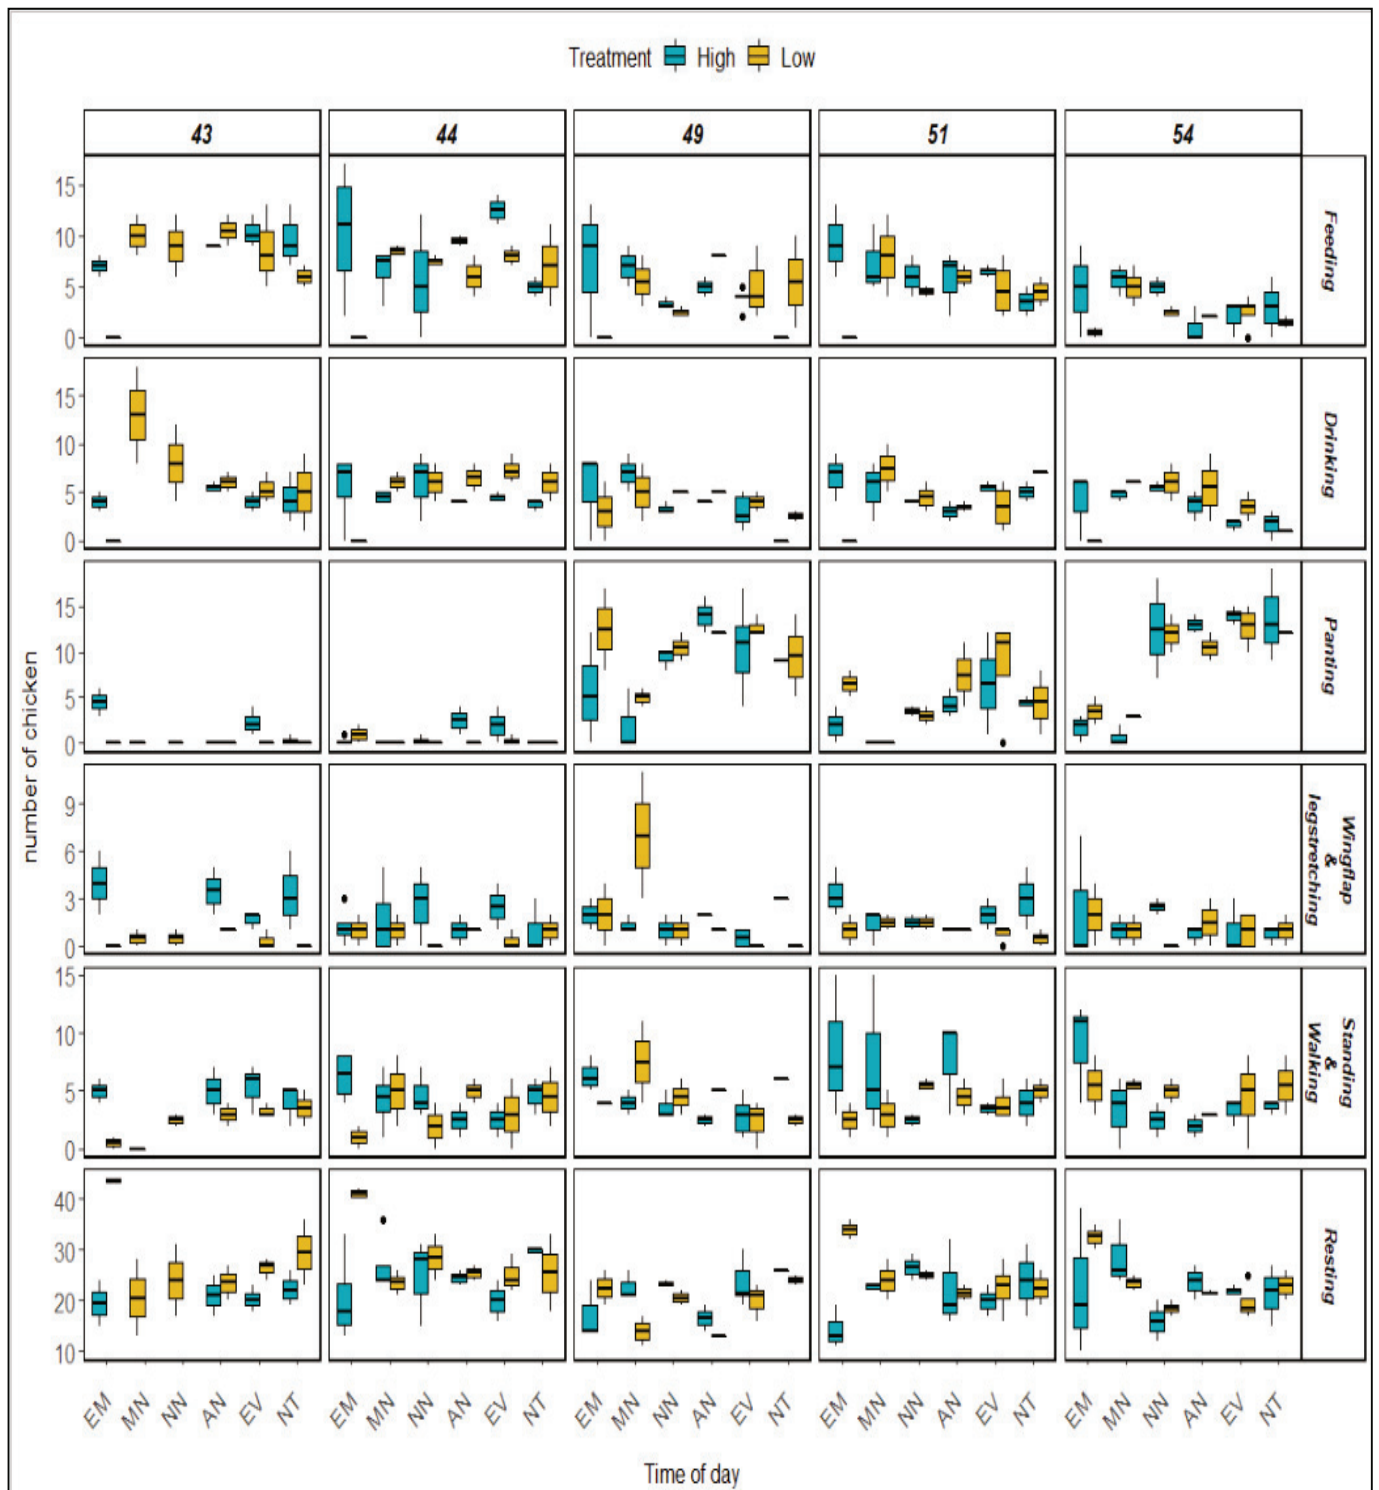 Treatment High Low
43 44 49 51 54
number of chicken
15
10
5
0
Feeding
15
10
5
0
Drinking
15
10
5
0
Panting
9
6
3
0
Wingflap
&
legstretching
15
10
5
0
Standing
&
Walking
40
30
20
10
Resting
EM MN NN AN EV NT EM MN NN AN EV NT EM MN NN AN EV NT EM MN NN AN EV NT EM MN NN AN EV NT
Time of day